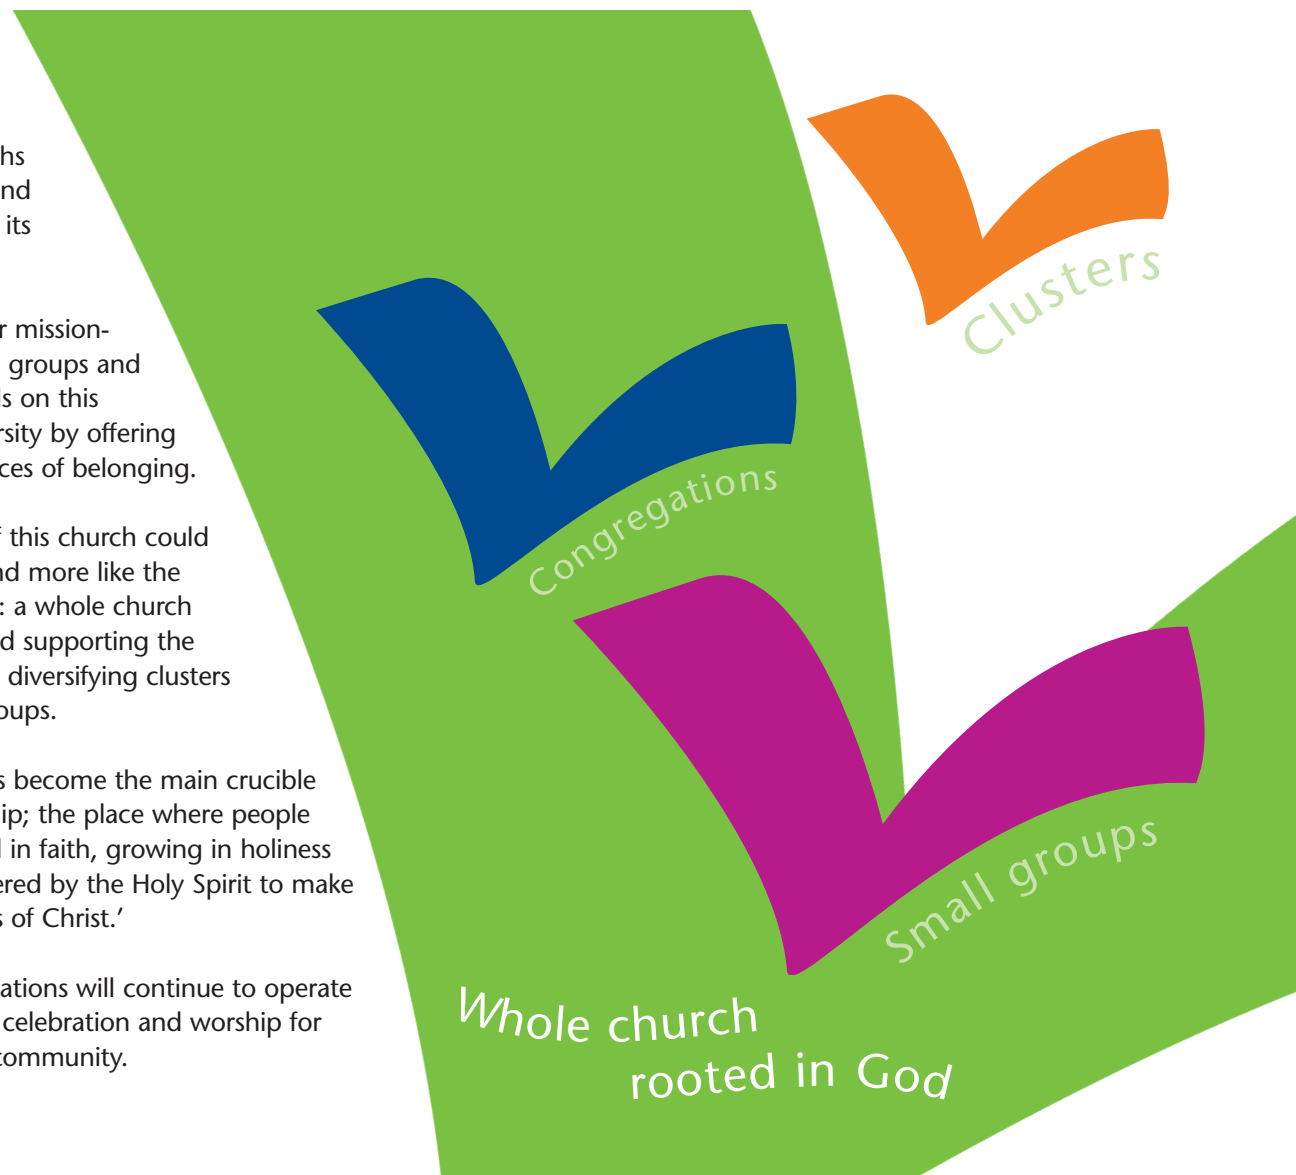 ths
nd
its
r mission-
groups and
ls on this
rsity by offering
ces of belonging.
f this church could
nd more like the
: a whole church
d supporting the
diversifying clusters
oups.
s become the main crucible
ip; the place where people
l in faith, growing in holiness
ered by the Holy Spirit to make
s of Christ.’
ations will continue to operate
celebration and worship for
community.
Clusters
Congregations
Small groups
Whole church
rooted in God